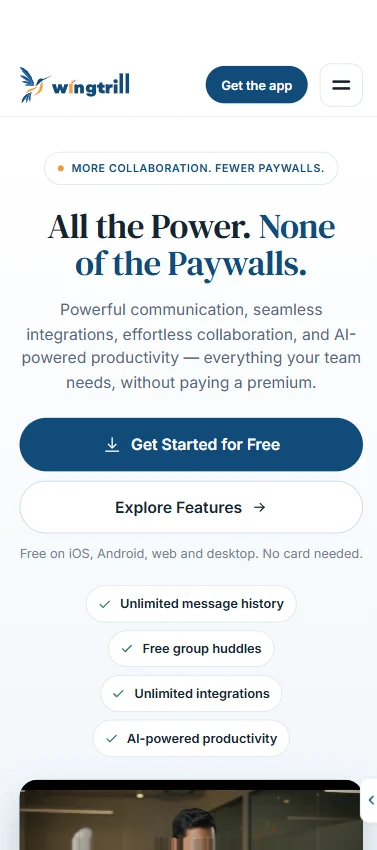 wingtrill
Get the app
MORE COLLABORATION. FEWER PAYWALLS.
All the Power. None
of the Paywalls.
Powerful communication, seamless
integrations, effortless collaboration, and AI-
powered productivity — everything your team
needs, without paying a premium.
Get Started for Free
Explore Features →
Free on iOS, Android, web and desktop. No card needed.
Unlimited message history
Free group huddles
Unlimited integrations
AI-powered productivity